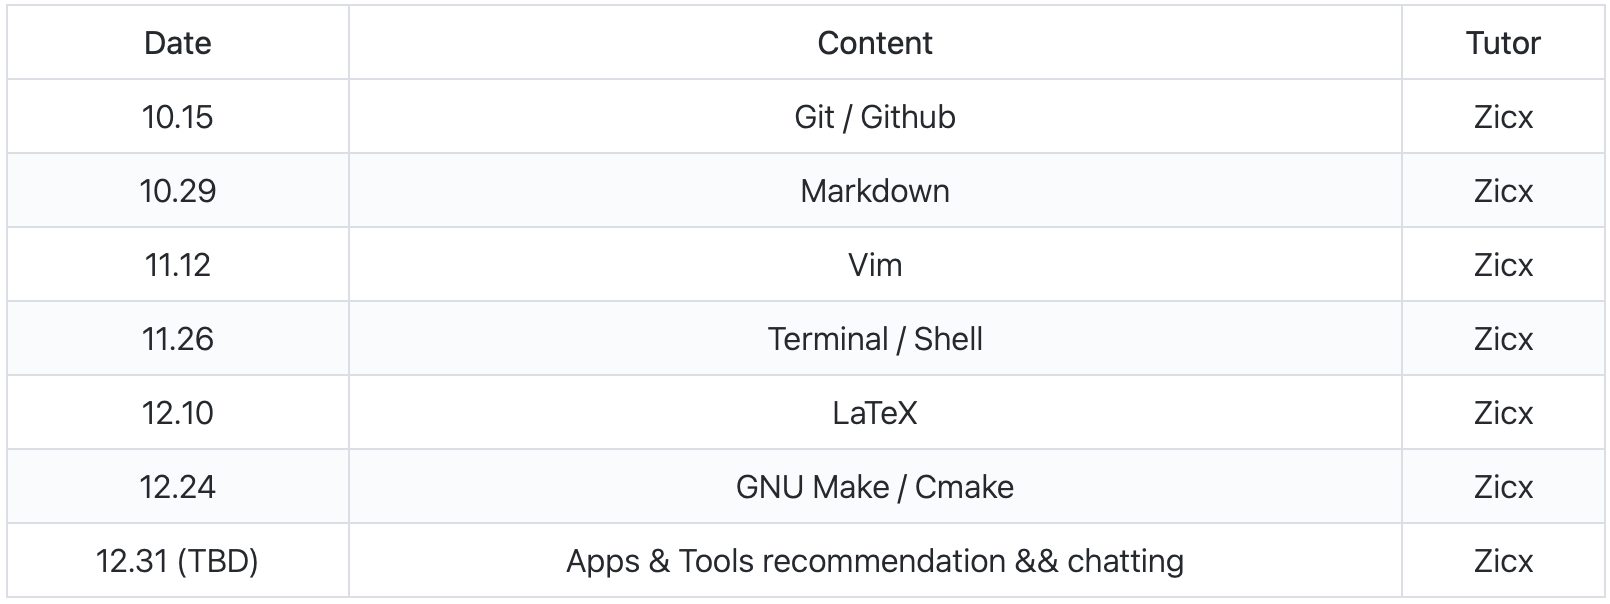 Date Content Tutor
10.15 Git / Github Zicx
10.29 Markdown Zicx
11.12 Vim Zicx
11.26 Terminal / Shell Zicx
12.10 LaTeX Zicx
12.24 GNU Make / Cmake Zicx
12.31 (TBD) Apps & Tools recommendation && chatting Zicx